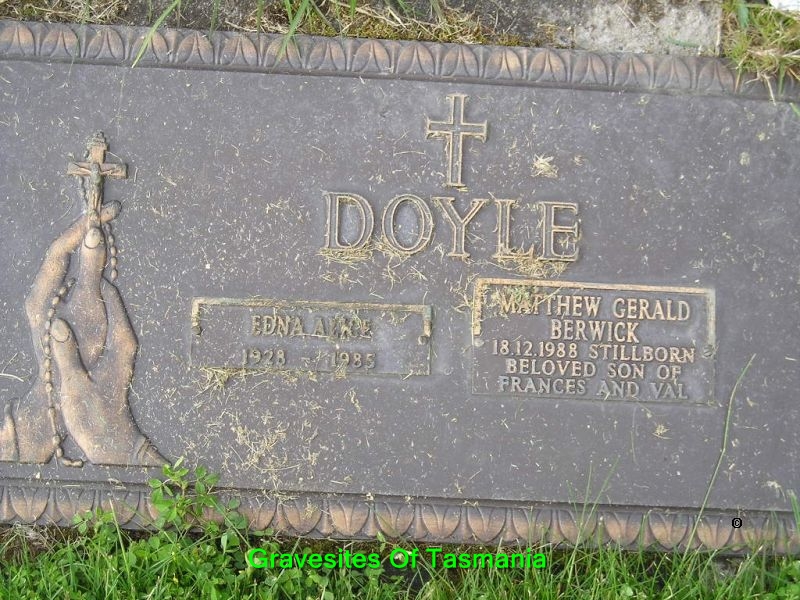 DOYLE
EDNA ALICE
1928 - 1985
MATTHEW GERALD
BERWICK
18.12.1988 STILLBORN
BELOVED SON OF
FRANCES AND VAL
©
Gravesites Of Tasmania